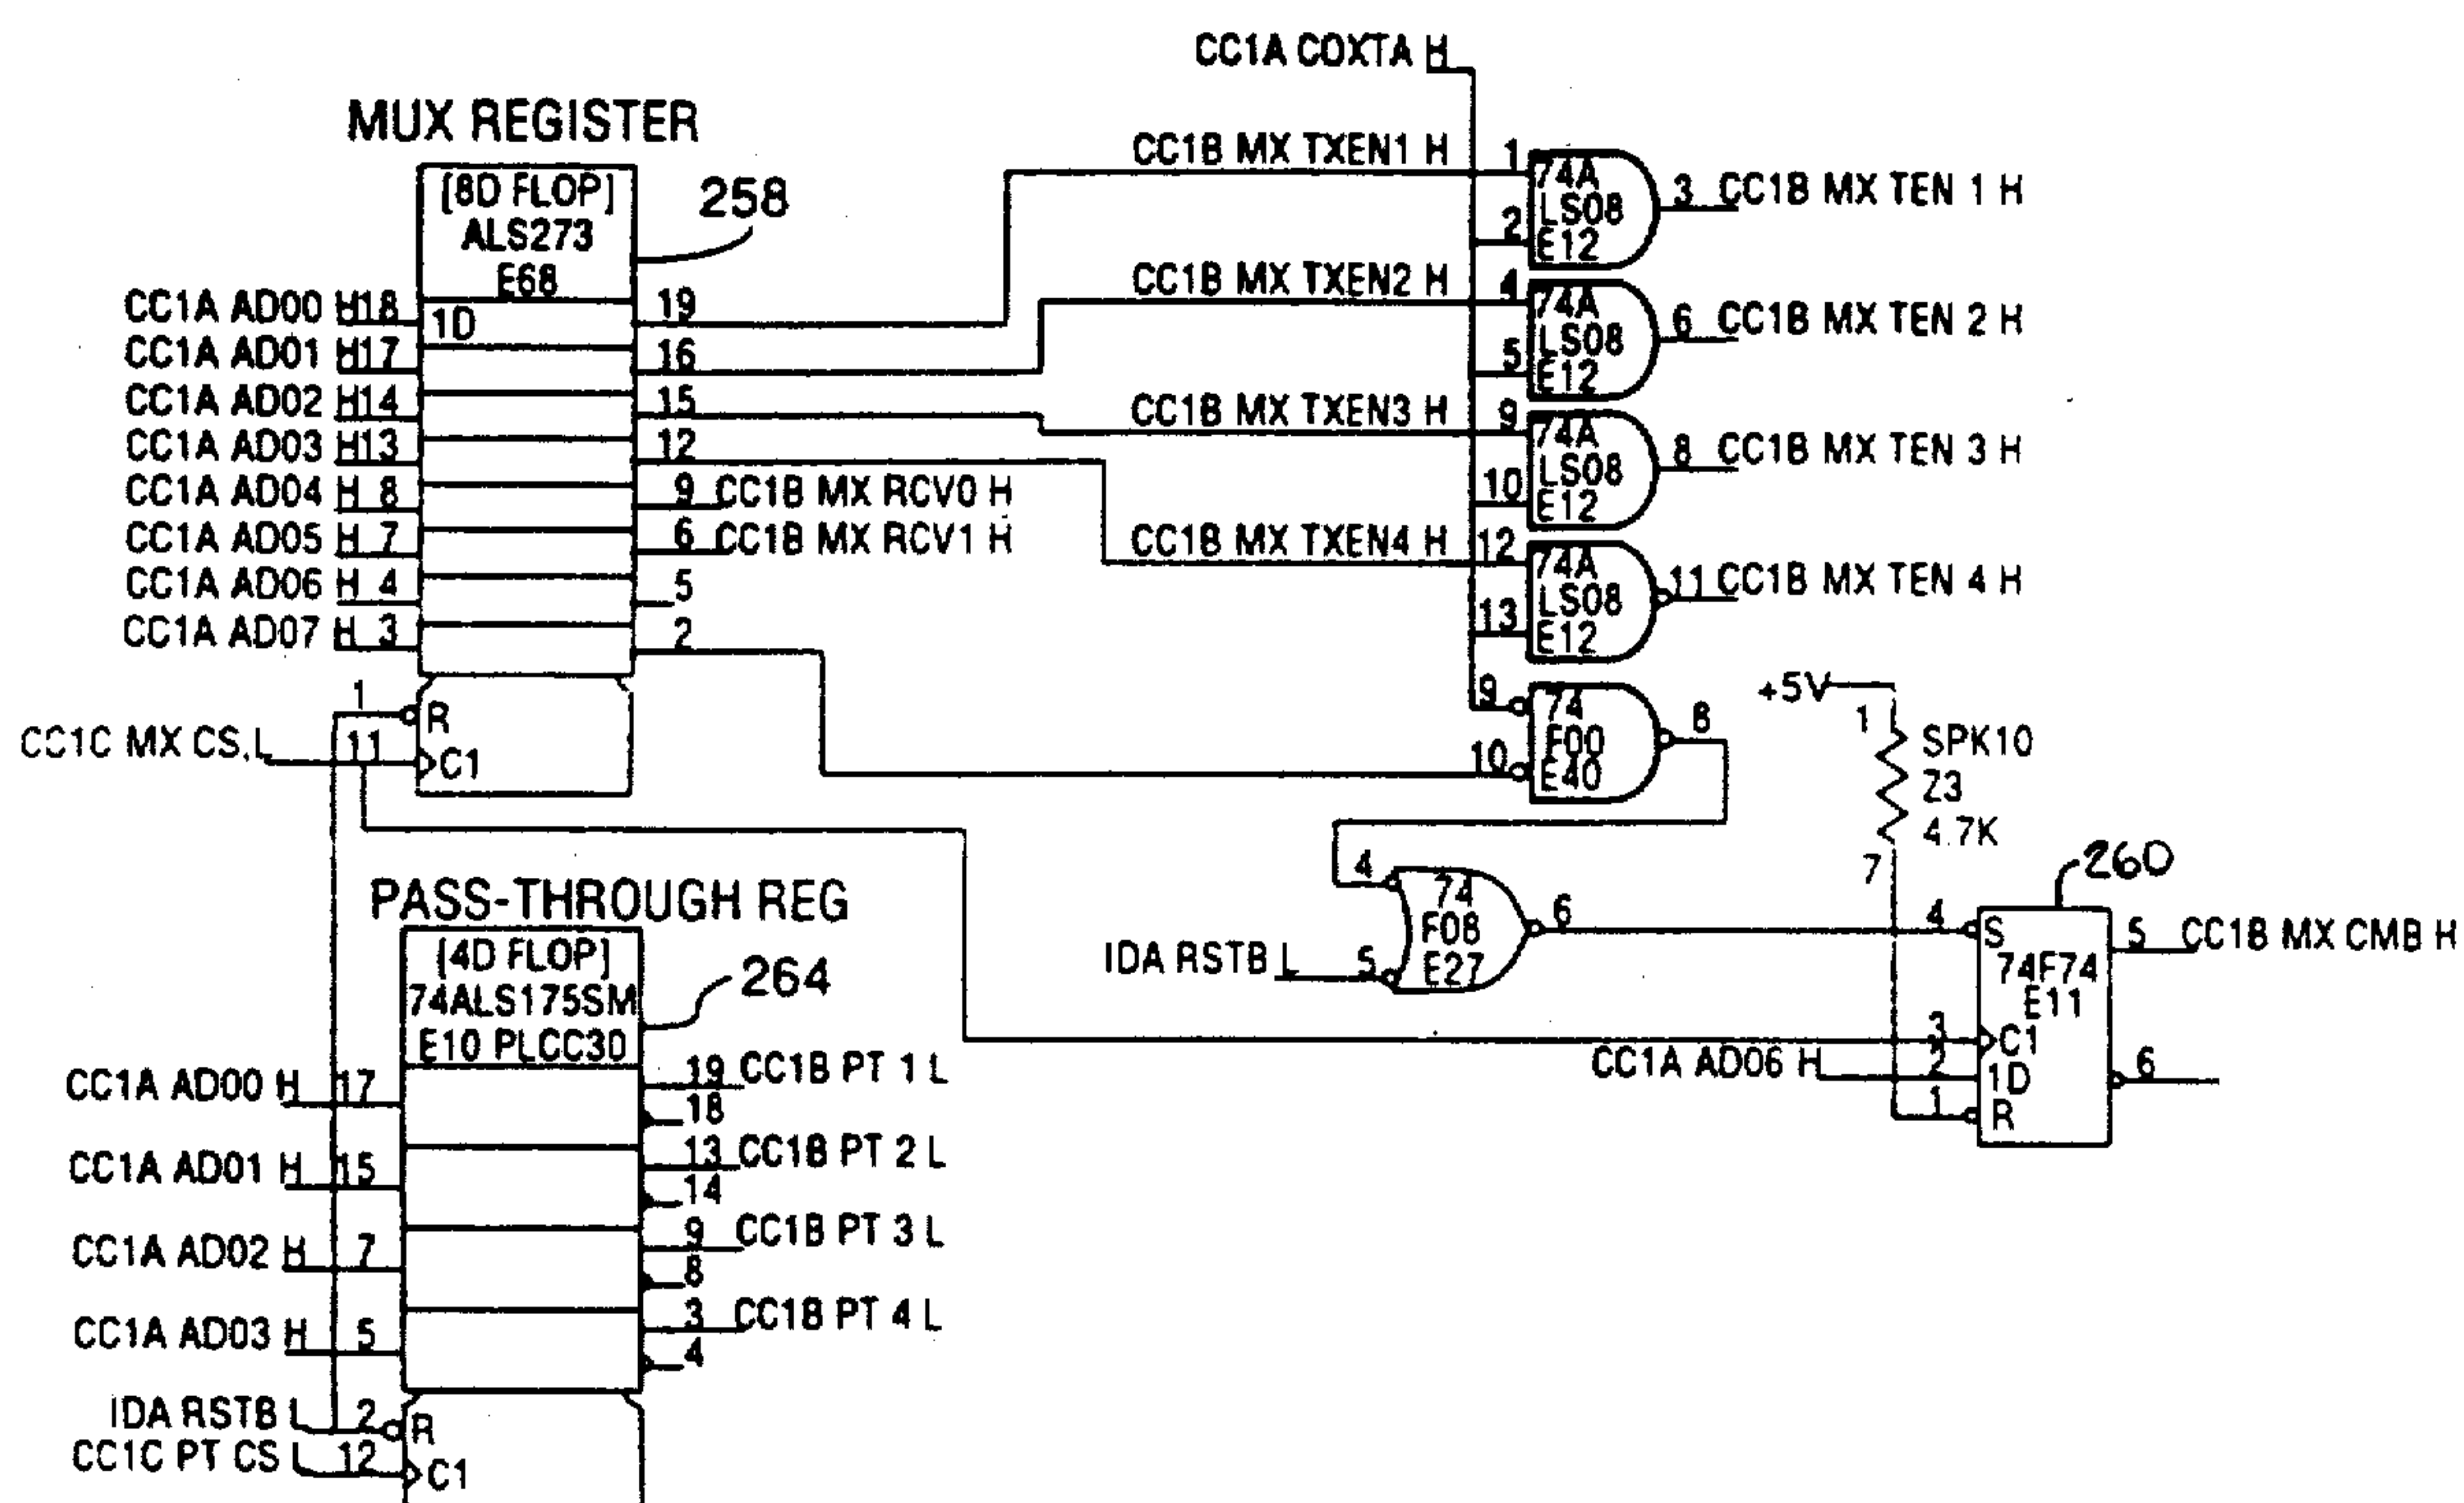 CC1A COXTA H
MUX REGISTER
[8D FLOP]
ALS273
E68
258
CC1A AD00 H 18
1D
19
CC1A AD01 H 17
16
CC1A AD02 H 14
15
CC1A AD03 H 13
12
CC1A AD04 H 8
9 CC1B MX RCV0 H
CC1A AD05 H 7
6 CC1B MX RCV1 H
CC1A AD06 H 4
5
CC1A AD07 H 3
2
1
R
CC1C MX CS,L
11
C1
CC1B MX TXEN1 H 1
2
74A
LS08
E12
3 CC1B MX TEN 1 H
CC1B MX TXEN2 H 4
5
74A
LS08
E12
6 CC1B MX TEN 2 H
CC1B MX TXEN3 H 9
10
74A
LS08
E12
8 CC1B MX TEN 3 H
CC1B MX TXEN4 H 12
13
74A
LS08
E12
11 CC1B MX TEN 4 H
9
10
74
F00
E40
8
+5V
1
SPK10
Z3
4.7K
7
4
IDA RSTB L 5
74
F08
E27
6
260
4
S
74F74
E11
5 CC1B MX CMB H
3
C1
CC1A AD06 H 2
1D
1
R
6
PASS-THROUGH REG
[4D FLOP]
74ALS175SM
E10 PLCC30
264
CC1A AD00 H 17
19 CC1B PT 1 L
18
CC1A AD01 H 15
13 CC1B PT 2 L
14
CC1A AD02 H 7
9 CC1B PT 3 L
8
CC1A AD03 H 5
3 CC1B PT 4 L
4
IDA RSTB L 2
R
CC1C PT CS L 12
C1